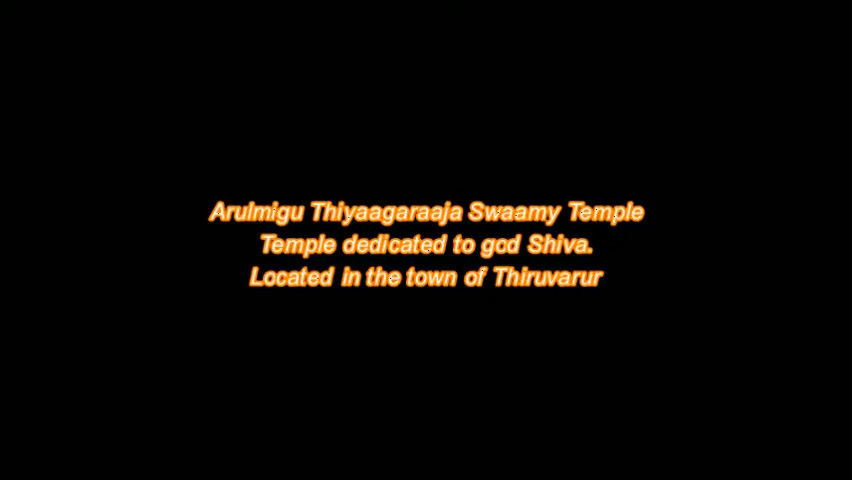 Arulmigu Thiyaagaraaja Swaamy Temple
Temple dedicated to god Shiva.
Located in the town of Thiruvarur